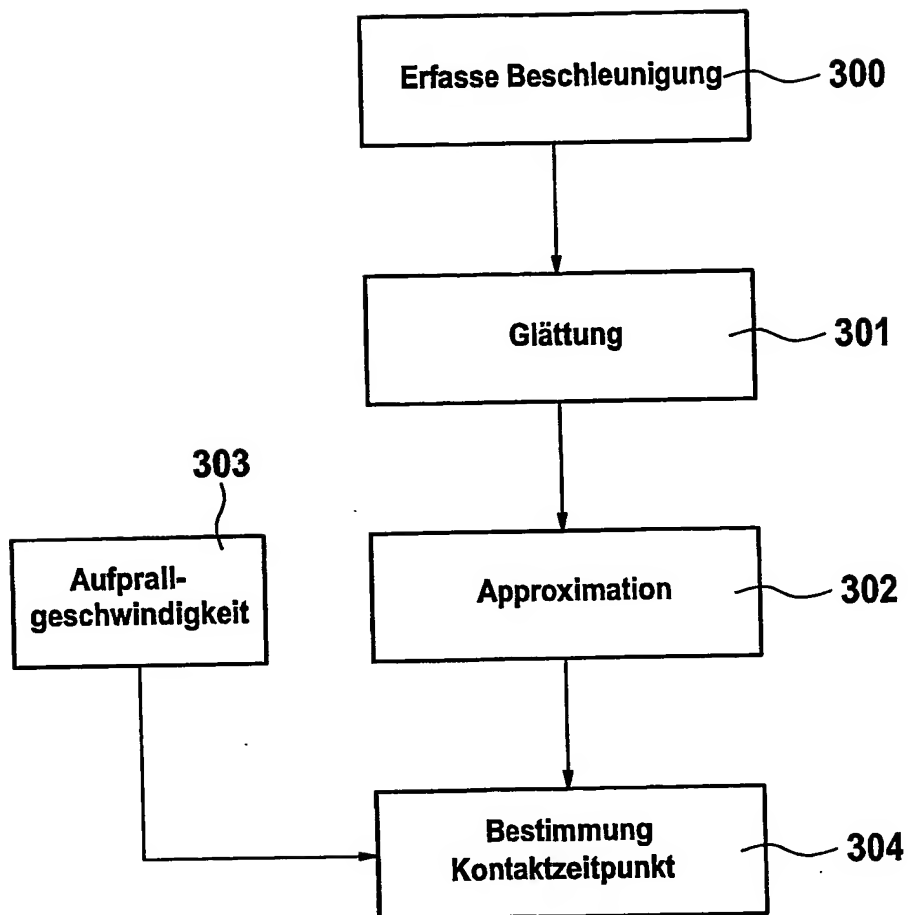 Erfasse Beschleunigung
300
Glättung
301
303
Aufprall-
geschwindigkeit
Approximation
302
Bestimmung
Kontaktzeitpunkt
304